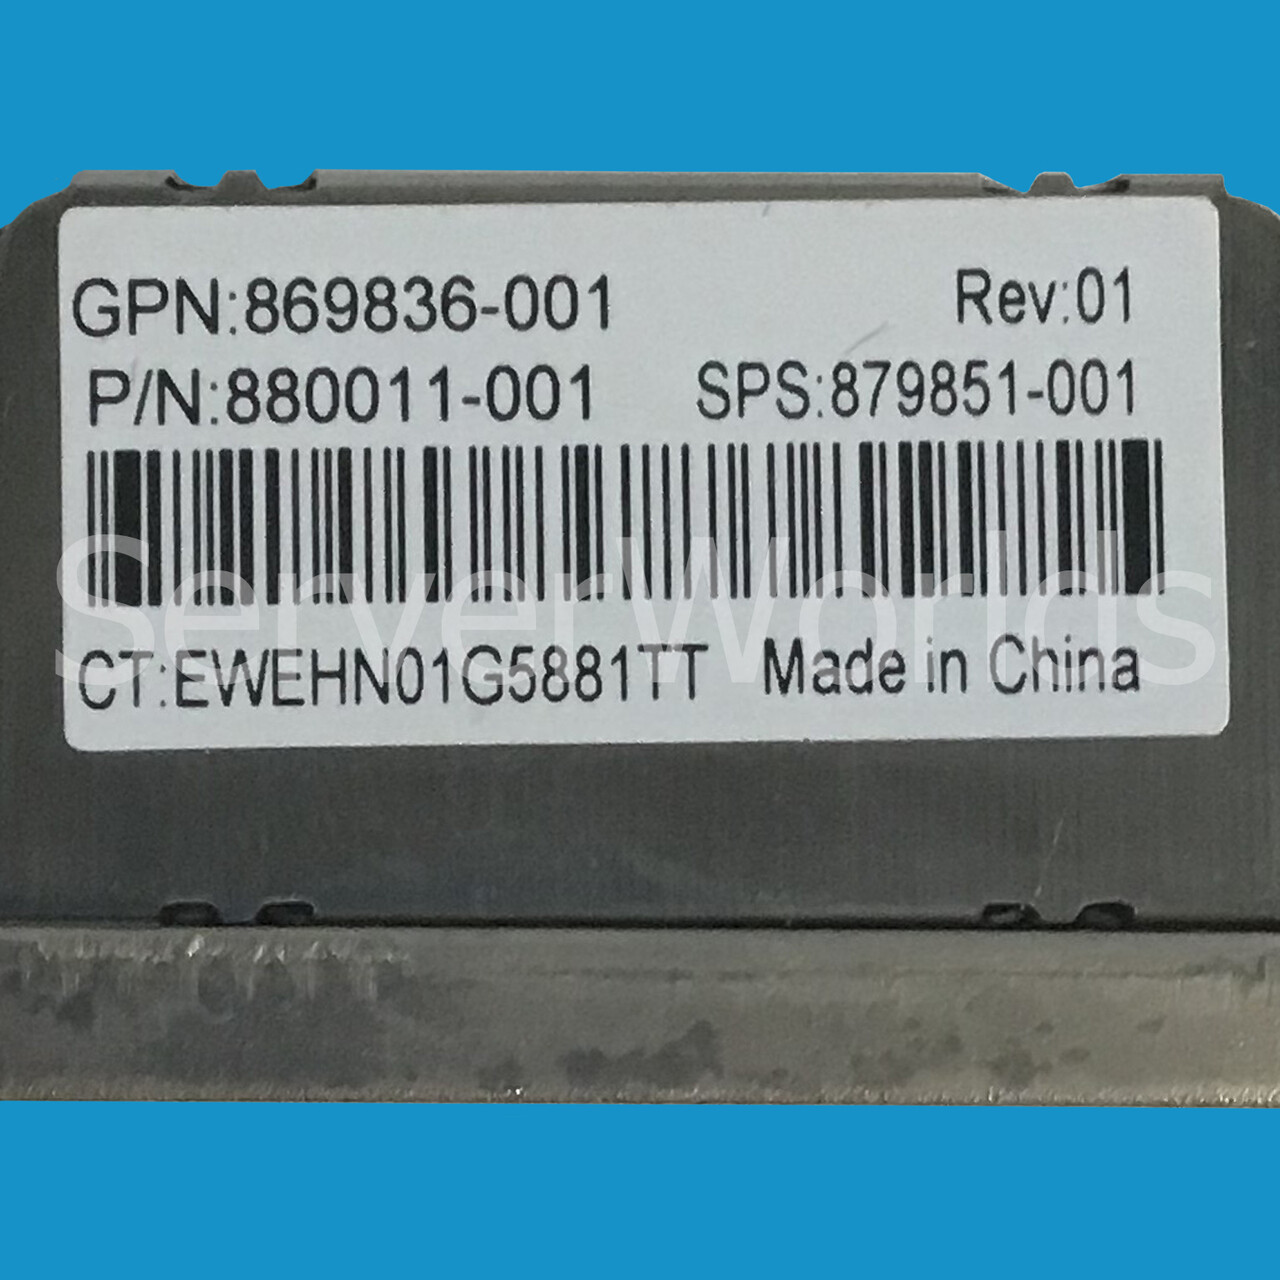 GPN:869836-001 Rev:01
P/N:880011-001 SPS:879851-001
ServerWorlds
CT:EWEHN01G5881TT Made in China